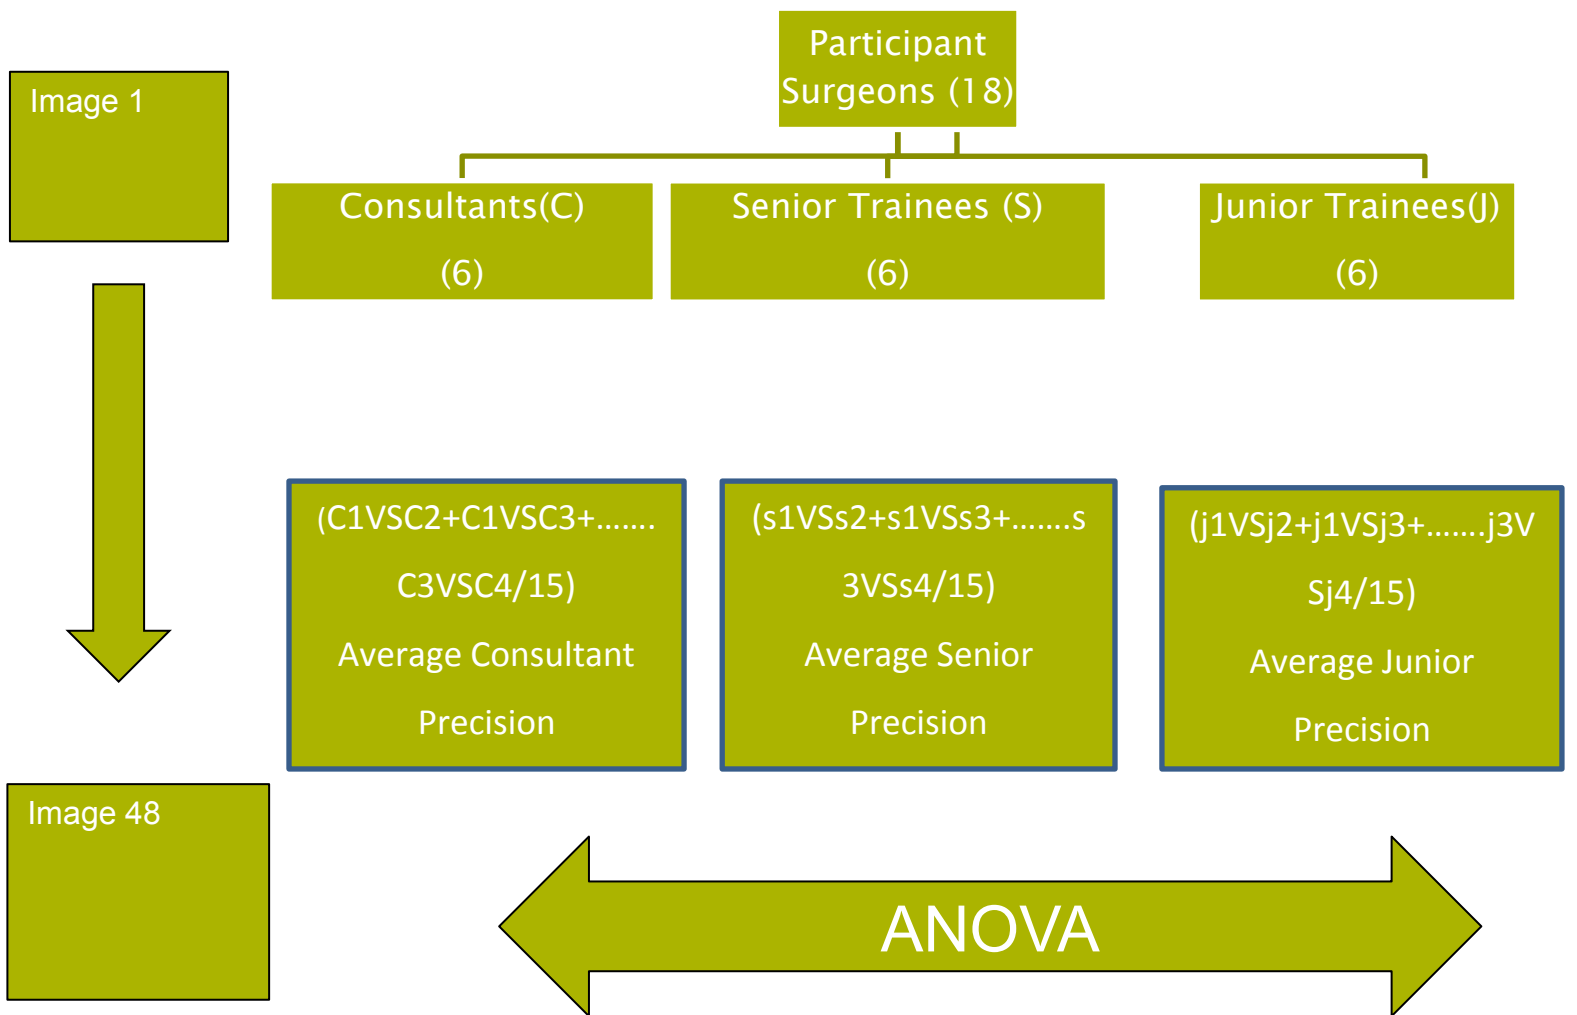 Participant
Surgeons (18)
Image 1
Consultants(C)
(6)
Senior Trainees (S)
(6)
Junior Trainees(J)
(6)
(C1VSC2+C1VSC3+.......
C3VSC4/15)
Average Consultant
Precision
(s1VSs2+s1VSs3+.......s
3VSs4/15)
Average Senior
Precision
(j1VSj2+j1VSj3+.......j3V
Sj4/15)
Average Junior
Precision
Image 48
ANOVA